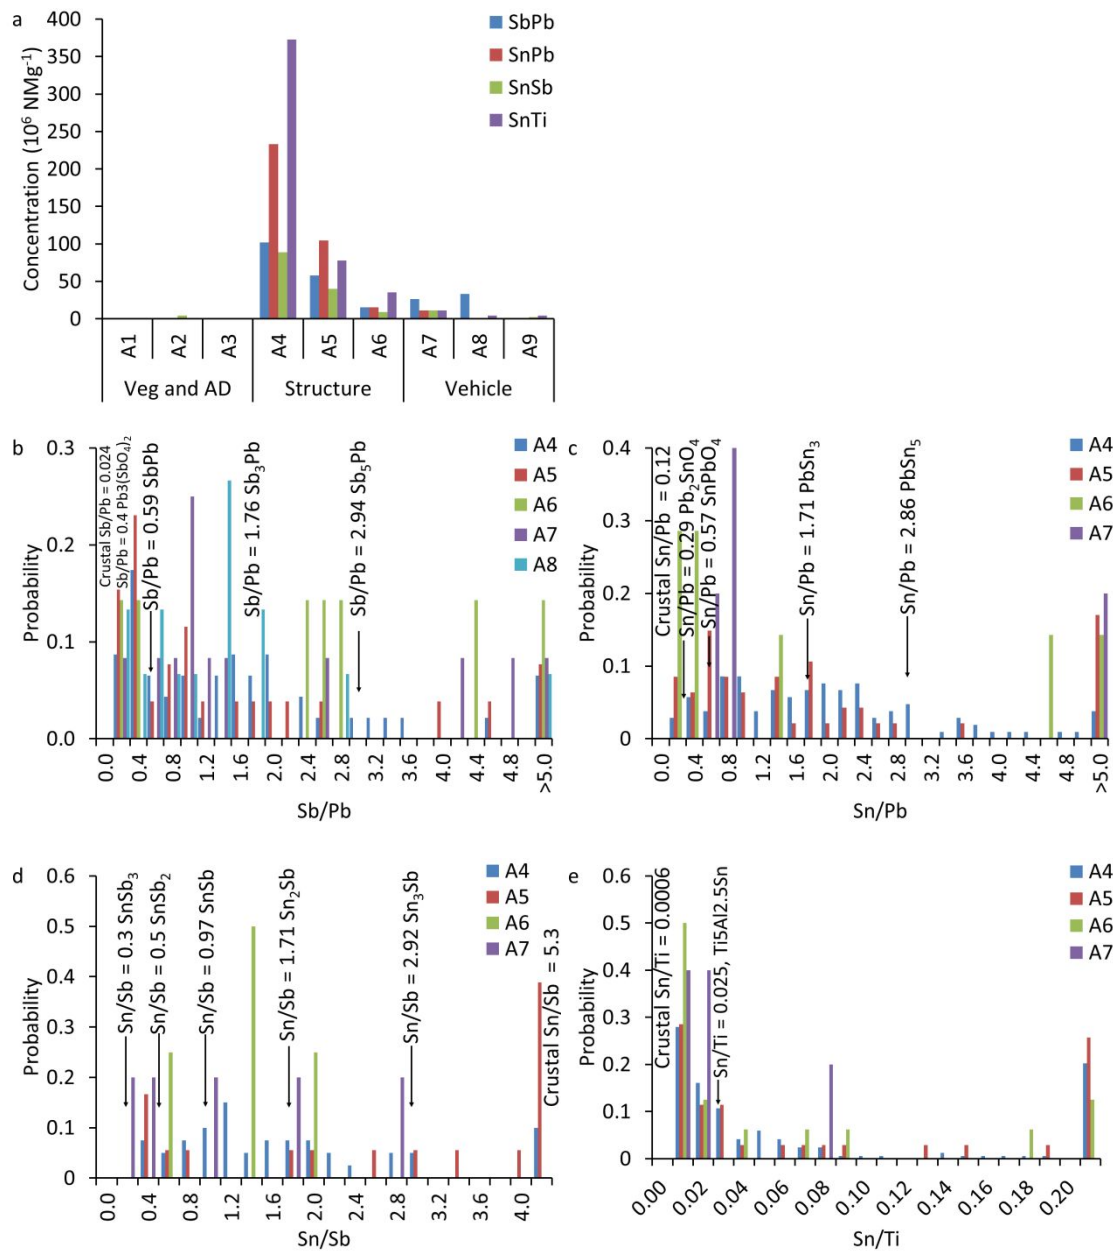 a
SbPb
SnPb
SnSb
SnTi
Concentration (10⁶ NMg⁻¹)
400
350
300
250
200
150
100
50
0
A1 A2 A3 A4 A5 A6 A7 A8 A9
Veg and AD Structure Vehicle
b
A4
A5
A6
A7
A8
Probability
0.3
0.2
0.1
0.0
Crustal Sb/Pb = 0.024
Sb/Pb = 0.4 Pb3(SbO₄)₂
Sb/Pb = 0.59 SbPb
Sb/Pb = 1.76 Sb₃Pb
Sb/Pb = 2.94 Sb₅Pb
0.0 0.4 0.8 1.2 1.6 2.0 2.4 2.8 3.2 3.6 4.0 4.4 4.8 >5.0
Sb/Pb
c
A4
A5
A6
A7
Probability
0.4
0.3
0.2
0.1
0
Crustal Sn/Pb = 0.12
Sn/Pb = 0.29 Pb₂SnO₄
Sn/Pb = 0.57 SnPbO₄
Sn/Pb = 1.71 PbSn₃
Sn/Pb = 2.86 PbSn₅
0.0 0.4 0.8 1.2 1.6 2.0 2.4 2.8 3.2 3.6 4.0 4.4 4.8 >5.0
Sn/Pb
d
A4
A5
A6
A7
Probability
0.6
0.5
0.4
0.3
0.2
0.1
0
Sn/Sb = 0.3 SnSb₃
Sn/Sb = 0.5 SnSb₂
Sn/Sb = 0.97 SnSb
Sn/Sb = 1.71 Sn₂Sb
Sn/Sb = 2.92 Sn₃Sb
Crustal Sn/Sb = 5.3
0.0 0.4 0.8 1.2 1.6 2.0 2.4 2.8 3.2 3.6 4.0
Sn/Sb
e
A4
A5
A6
A7
Probability
0.6
0.5
0.4
0.3
0.2
0.1
0
Crustal Sn/Ti = 0.0006
Sn/Ti = 0.025, Ti5Al2.5Sn
0.00 0.02 0.04 0.06 0.08 0.10 0.12 0.14 0.16 0.18 0.20
Sn/Ti